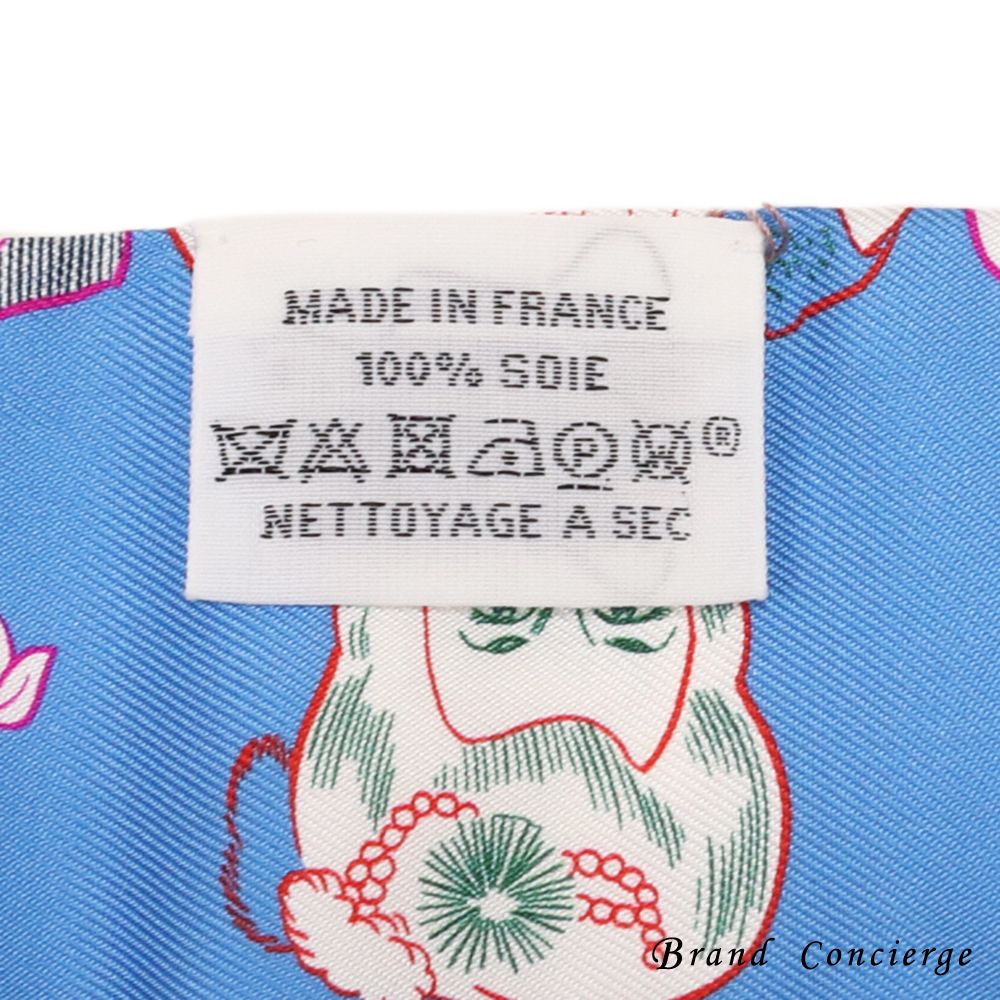 MADE IN FRANCE
100% SOIE
P ®
NETTOYAGE A SEC
Brand Concierge